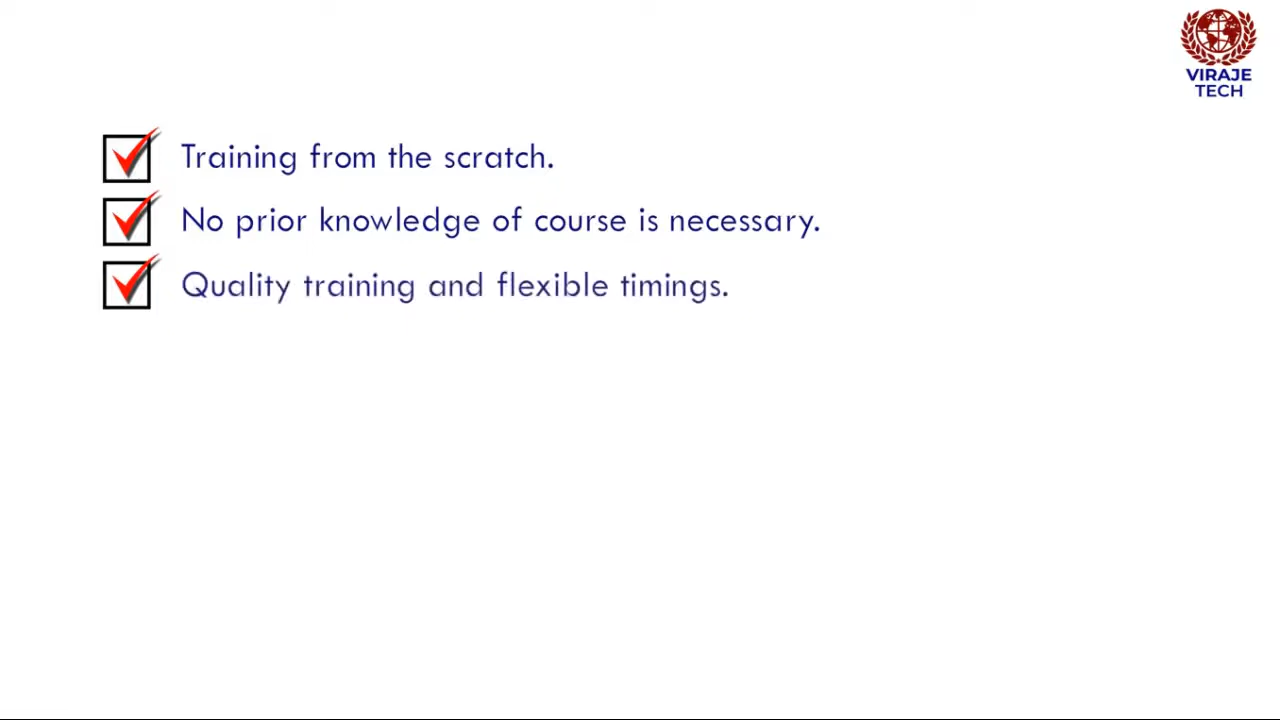 VIRAJE
TECH
Training from the scratch.
No prior knowledge of course is necessary.
Quality training and flexible timings.